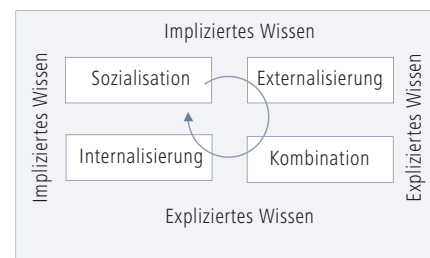 Impliziertes Wissen
Impliziertes Wissen
Sozialisation
Externalisierung
Expliziertes Wissen
Internalisierung
Kombination
Expliziertes Wissen